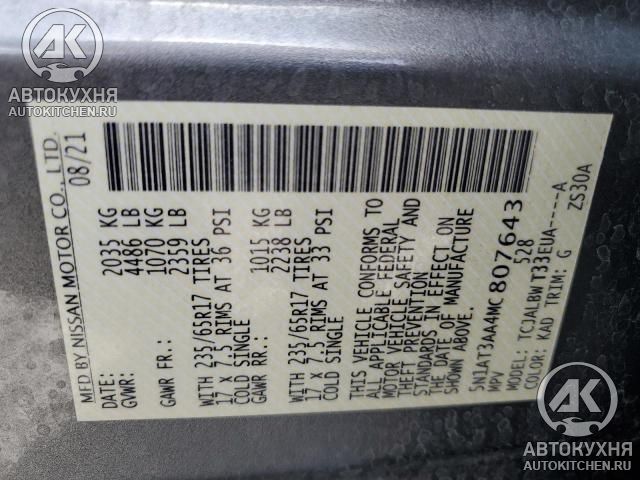 MFD BY NISSAN MOTOR CO., LTD.
DATE: 08/21
GVWR: 2035 KG
4486 LB
GAWR FR.: 1070 KG
2359 LB
WITH 235/65R17 TIRES
17 X 7.5 RIMS AT 36 PSI
COLD SINGLE
GAWR RR.: 1015 KG
2238 LB
WITH 235/65R17 TIRES
17 X 7.5 RIMS AT 33 PSI
COLD SINGLE
THIS VEHICLE CONFORMS TO
ALL APPLICABLE FEDERAL
MOTOR VEHICLE SAFETY AND
THEFT PREVENTION
STANDARDS IN EFFECT ON
THE DATE OF MANUFACTURE
SHOWN ABOVE.
5N1AT3AA4MC807643
MPV 528
MODEL: TCJALBWT33EUA-----A
COLOR: KAD TRIM: G ZS30A
АК
АВТОКУХНЯ
AUTOKITCHEN.RU
АК
АВТОКУХНЯ
AUTOKITCHEN.RU